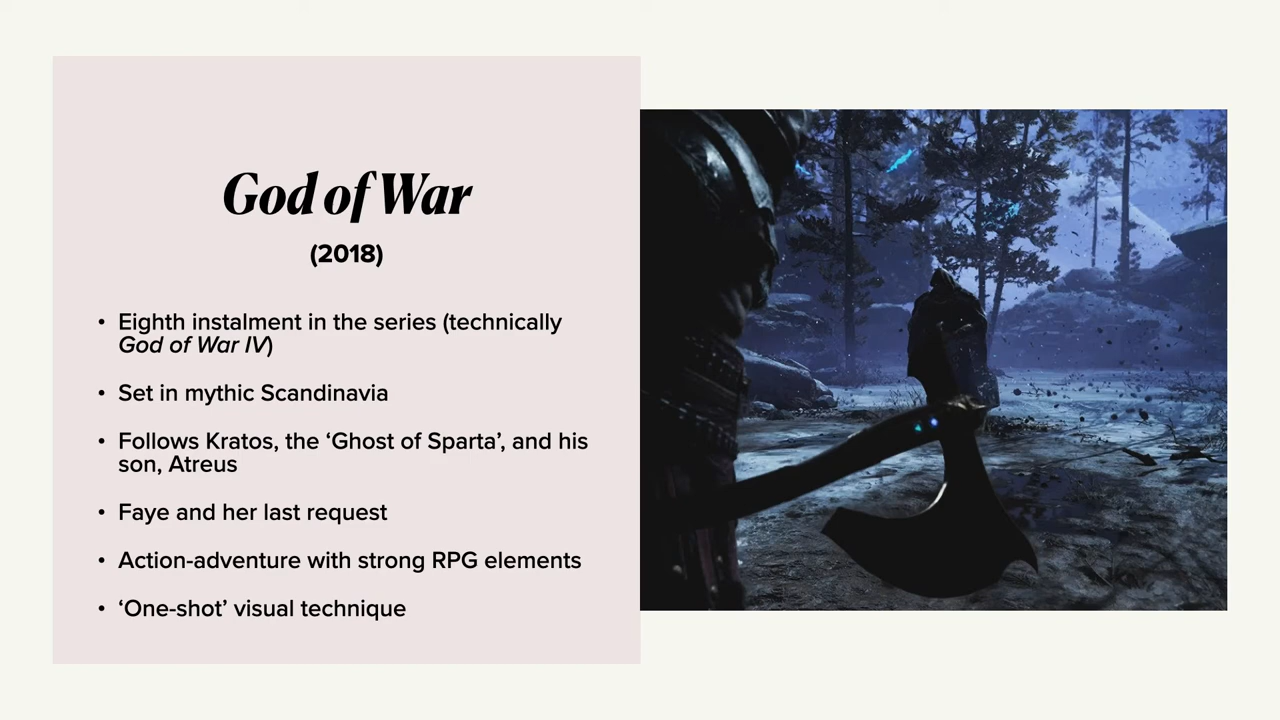 God of War
(2018)
• Eighth instalment in the series (technically
God of War IV)
• Set in mythic Scandinavia
• Follows Kratos, the ‘Ghost of Sparta’, and his
son, Atreus
• Faye and her last request
• Action-adventure with strong RPG elements
• ‘One-shot’ visual technique